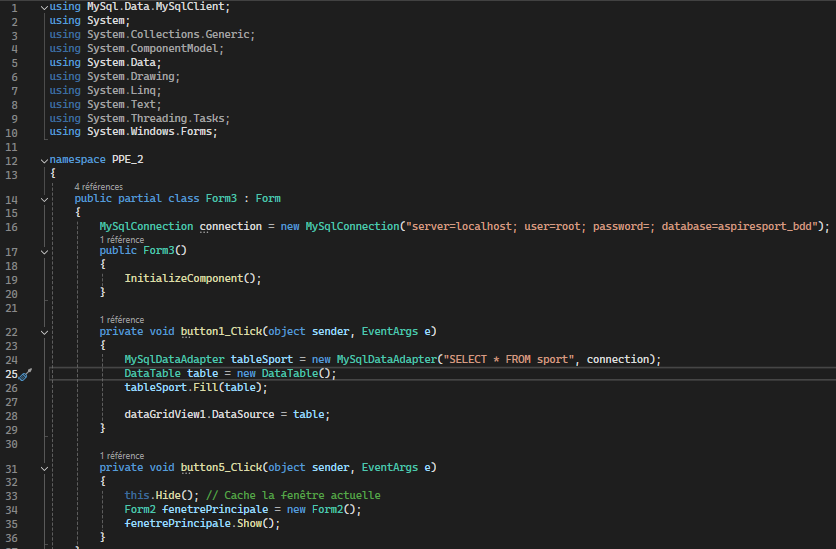 1 using MySql.Data.MySqlClient;
2 using System;
3 using System.Collections.Generic;
4 using System.ComponentModel;
5 using System.Data;
6 using System.Drawing;
7 using System.Linq;
8 using System.Text;
9 using System.Threading.Tasks;
10 using System.Windows.Forms;
11
12 namespace PPE_2
13 {
4 références
14 public partial class Form3 : Form
15 {
16 MySqlConnection connection = new MySqlConnection("server=localhost; user=root; password=; database=aspiresport_bdd");
1 référence
17 public Form3()
18 {
19 InitializeComponent();
20 }
21
1 référence
22 private void button1_Click(object sender, EventArgs e)
23 {
24 MySqlDataAdapter tableSport = new MySqlDataAdapter("SELECT * FROM sport", connection);
25 DataTable table = new DataTable();
26 tableSport.Fill(table);
27
28 dataGridView1.DataSource = table;
29 }
30
1 référence
31 private void button5_Click(object sender, EventArgs e)
32 {
33 this.Hide(); // Cache la fenêtre actuelle
34 Form2 fenetrePrincipale = new Form2();
35 fenetrePrincipale.Show();
36 }